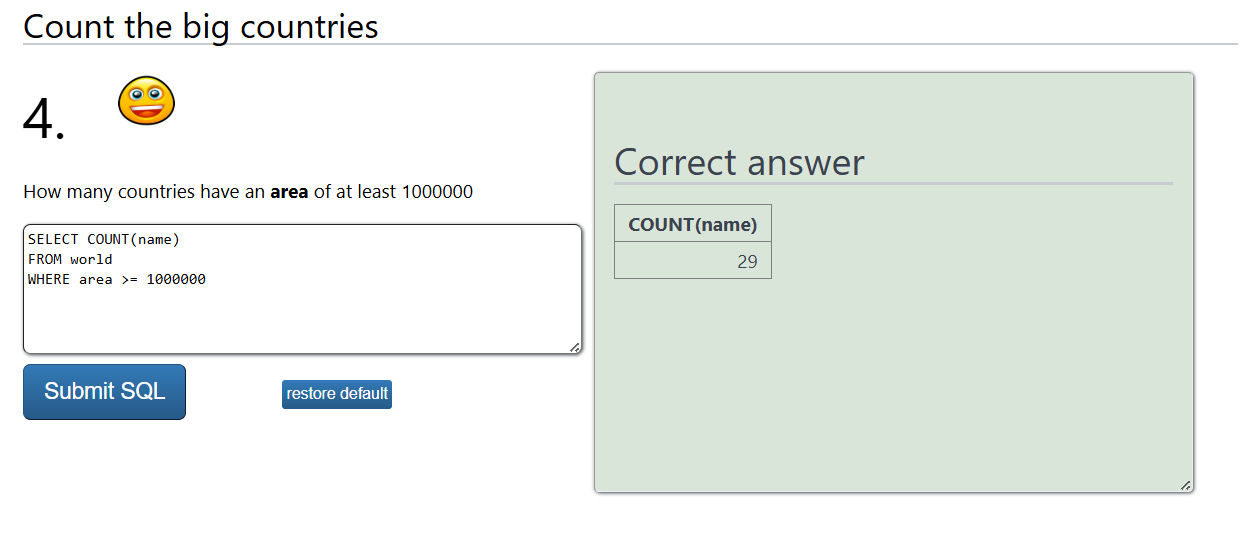 Count the big countries
4.
How many countries have an area of at least 1000000
SELECT COUNT(name)
FROM world
WHERE area >= 1000000
Submit SQL
restore default
Correct answer
COUNT(name)
29